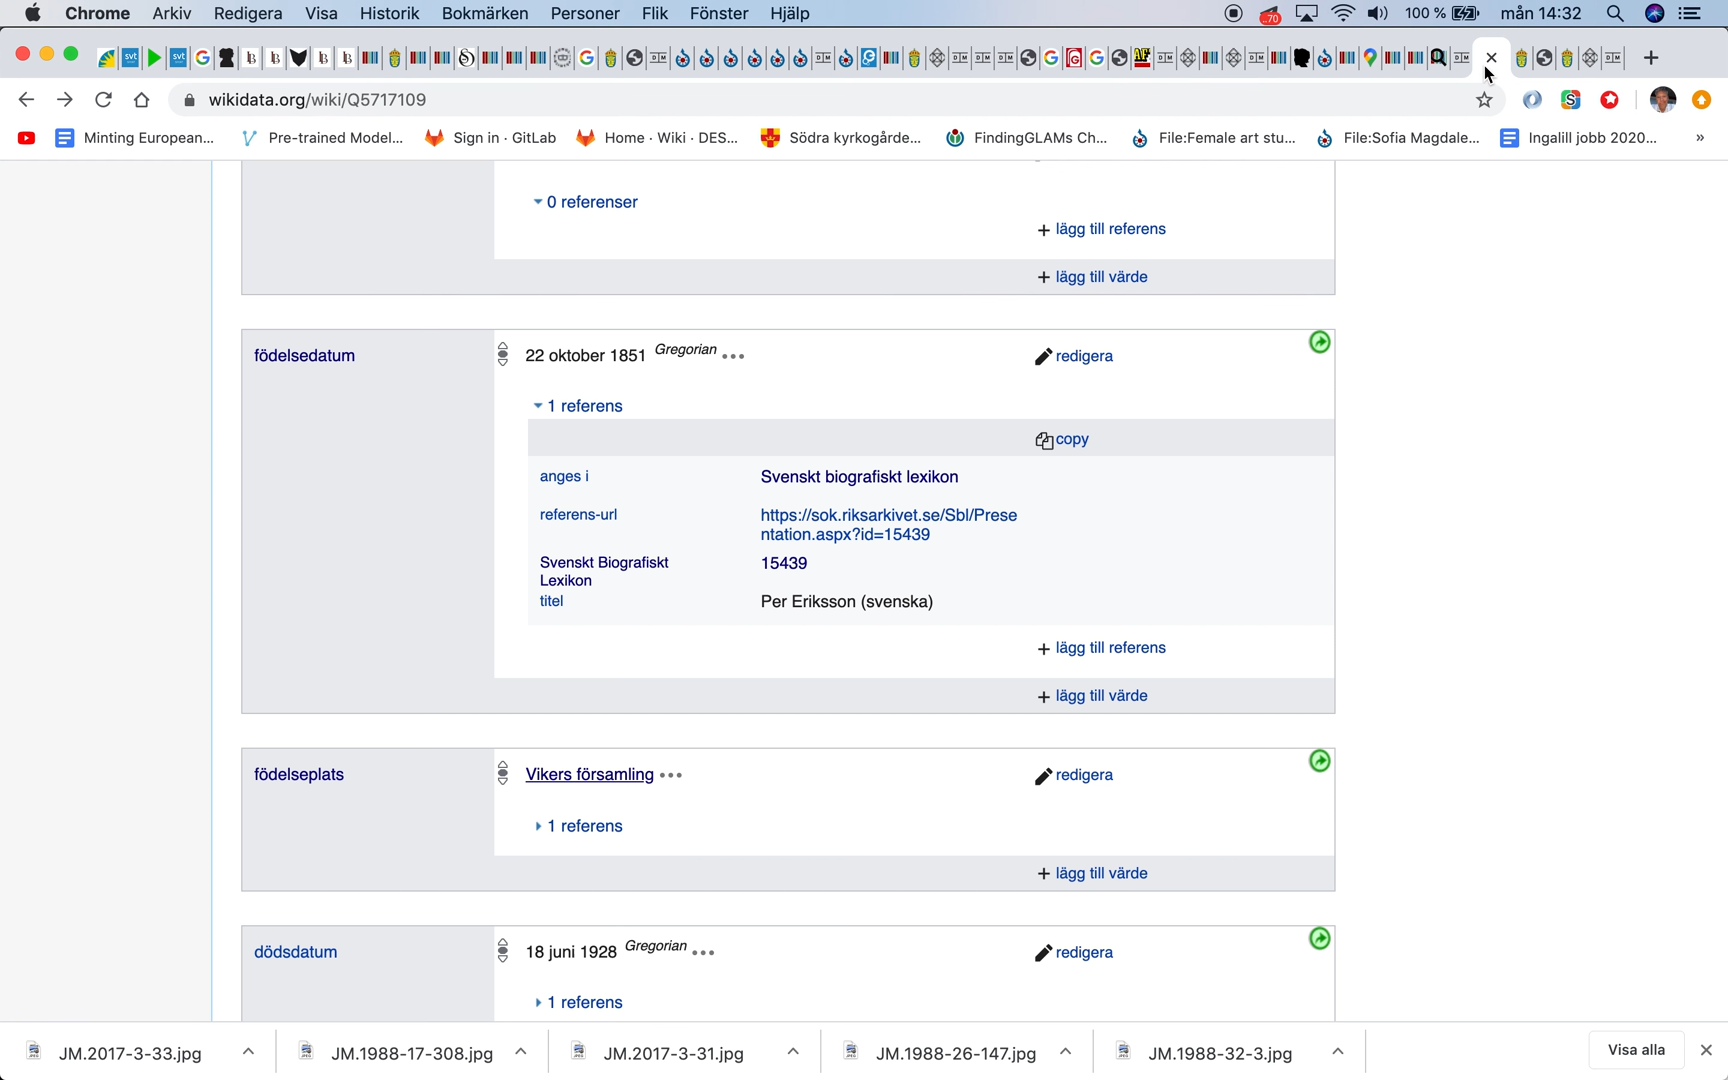 Chrome Arkiv Redigera Visa Historik Bokmärken Personer Flik Fönster Hjälp 70 100 % mån 14:32
wikidata.org/wiki/Q5717109
Minting European... Pre-trained Model... Sign in · GitLab Home · Wiki · DES... Södra kyrkogårde... FindingGLAMs Ch... File:Female art stu... File:Sofia Magdale... Ingalill jobb 2020... »
0 referenser
+ lägg till referens
+ lägg till värde
födelsedatum 22 oktober 1851 Gregorian ••• redigera
1 referens
copy
anges i Svenskt biografiskt lexikon
referens-url https://sok.riksarkivet.se/Sbl/Prese
ntation.aspx?id=15439
Svenskt Biografiskt 15439
Lexikon
titel Per Eriksson (svenska)
+ lägg till referens
+ lägg till värde
födelseplats Vikers församling ••• redigera
1 referens
+ lägg till värde
dödsdatum 18 juni 1928 Gregorian ••• redigera
1 referens
JM.2017-3-33.jpg JM.1988-17-308.jpg JM.2017-3-31.jpg JM.1988-26-147.jpg JM.1988-32-3.jpg Visa alla